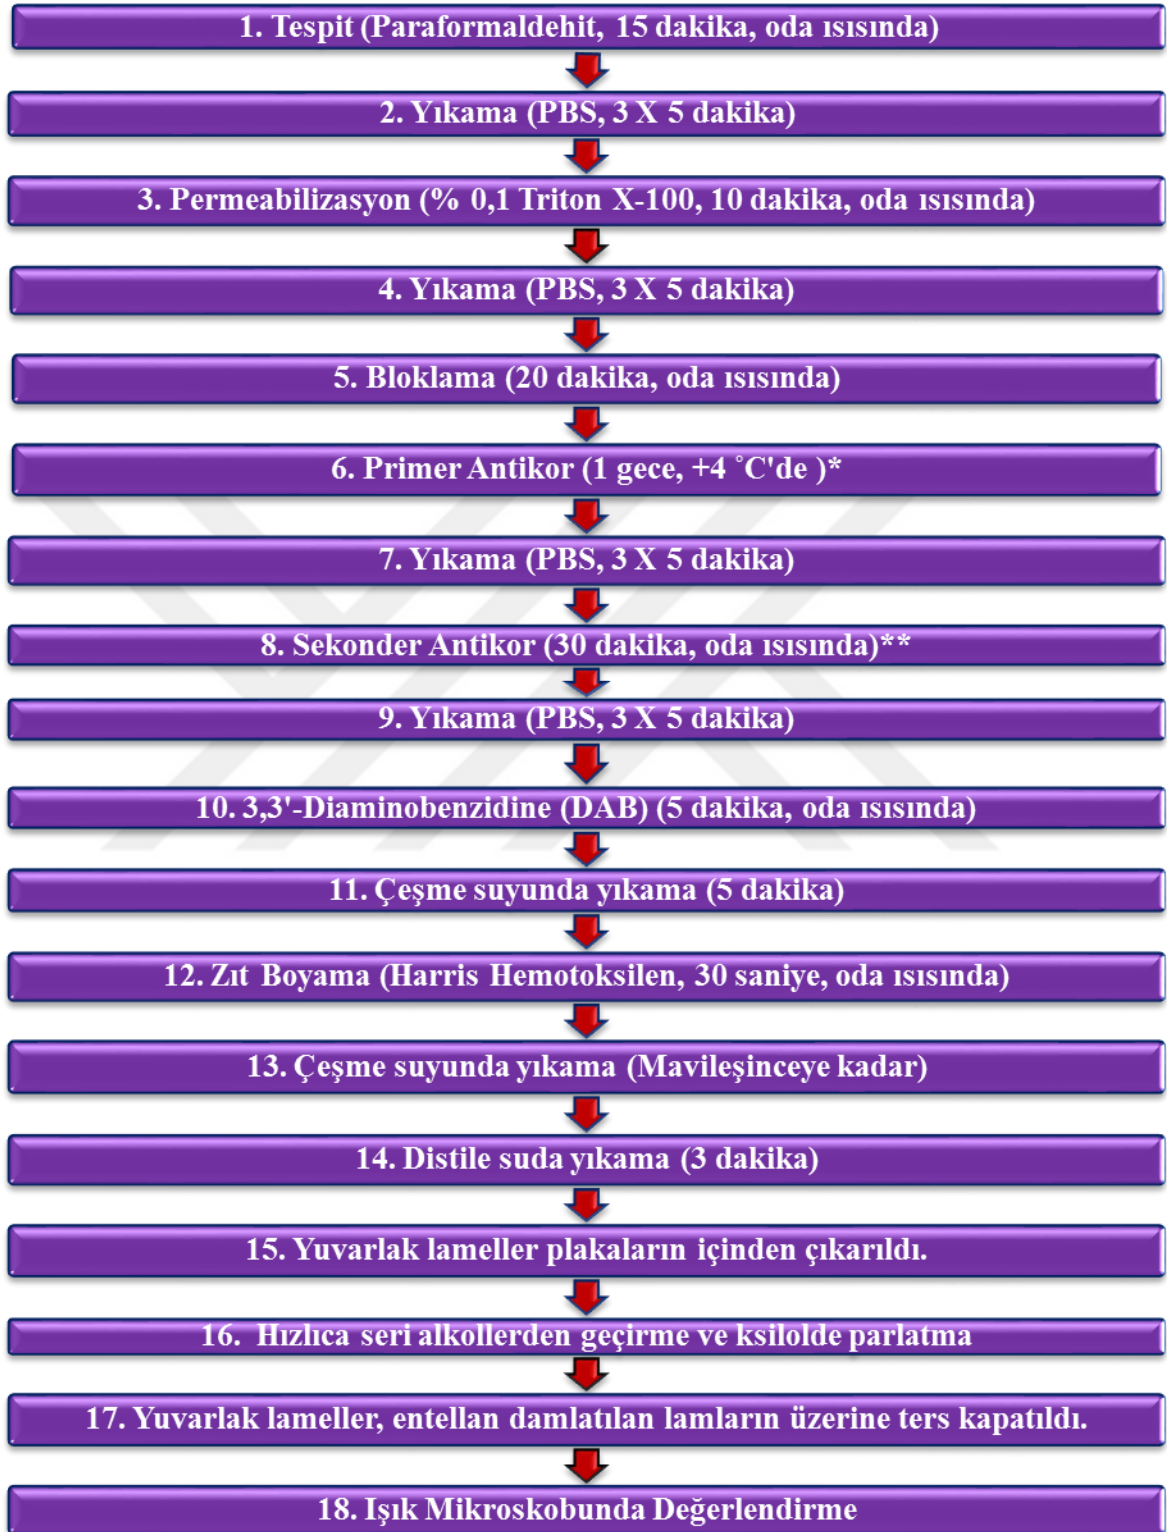 1. Tespit (Paraformaldehit, 15 dakika, oda ısısında)
2. Yıkama (PBS, 3 X 5 dakika)
3. Permeabilizasyon (% 0,1 Triton X-100, 10 dakika, oda ısısında)
4. Yıkama (PBS, 3 X 5 dakika)
5. Bloklama (20 dakika, oda ısısında)
6. Primer Antikor (1 gece, +4 ˚C'de )*
7. Yıkama (PBS, 3 X 5 dakika)
8. Sekonder Antikor (30 dakika, oda ısısında)**
9. Yıkama (PBS, 3 X 5 dakika)
10. 3,3'-Diaminobenzidine (DAB) (5 dakika, oda ısısında)
11. Çeşme suyunda yıkama (5 dakika)
12. Zıt Boyama (Harris Hemotoksilen, 30 saniye, oda ısısında)
13. Çeşme suyunda yıkama (Mavileşinceye kadar)
14. Distile suda yıkama (3 dakika)
15. Yuvarlak lameller plakaların içinden çıkarıldı.
16. Hızlıca seri alkollerden geçirme ve ksilolde parlatma
17. Yuvarlak lameller, entellan damlatılan lamların üzerine ters kapatıldı.
18. Işık Mikroskobunda Değerlendirme